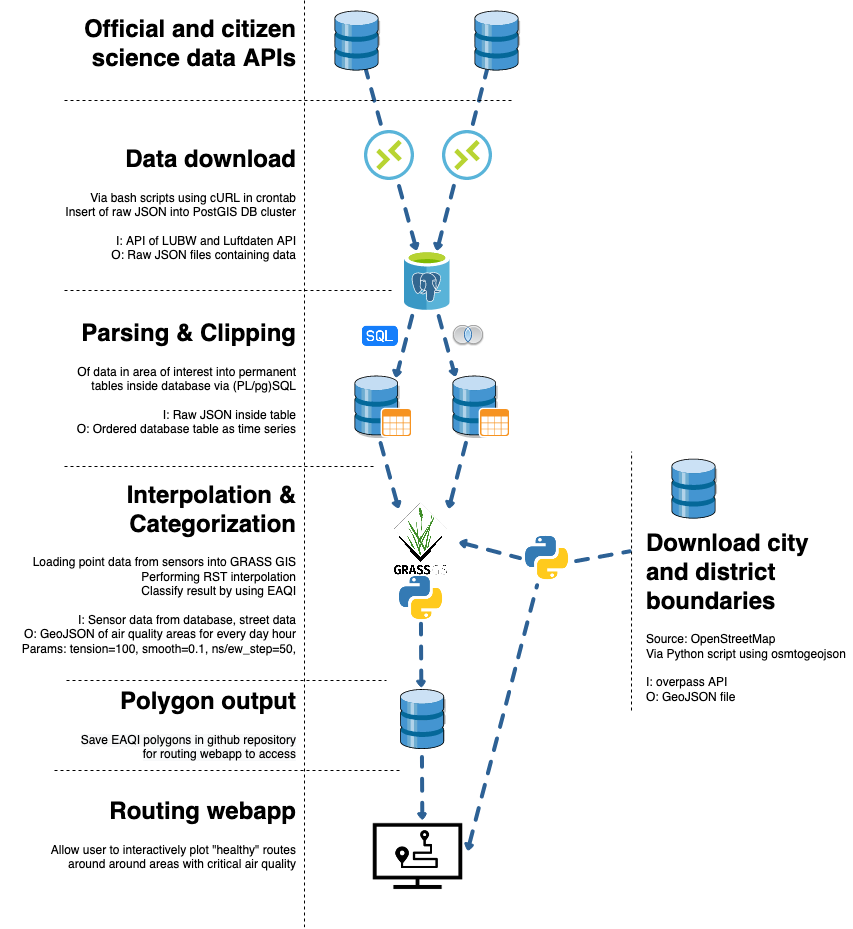 Official and citizen
science data APIs
Data download
Via bash scripts using cURL in crontab
Insert of raw JSON into PostGIS DB cluster
I: API of LUBW and Luftdaten API
O: Raw JSON files containing data
Parsing & Clipping
SQL
Of data in area of interest into permanent
tables inside database via (PL/pg)SQL
I: Raw JSON inside table
O: Ordered database table as time series
Interpolation &
Categorization
Loading point data from sensors into GRASS GIS
Performing RST interpolation
Classify result by using EAQI
I: Sensor data from database, street data
O: GeoJSON of air quality areas for every day hour
Params: tension=100, smooth=0.1, ns/ew_step=50,
GRASS GIS
Download city
and district
boundaries
Source: OpenStreetMap
Via Python script using osmtogeojson
I: overpass API
O: GeoJSON file
Polygon output
Save EAQI polygons in github repository
for routing webapp to access
Routing webapp
Allow user to interactively plot "healthy" routes
around around areas with critical air quality